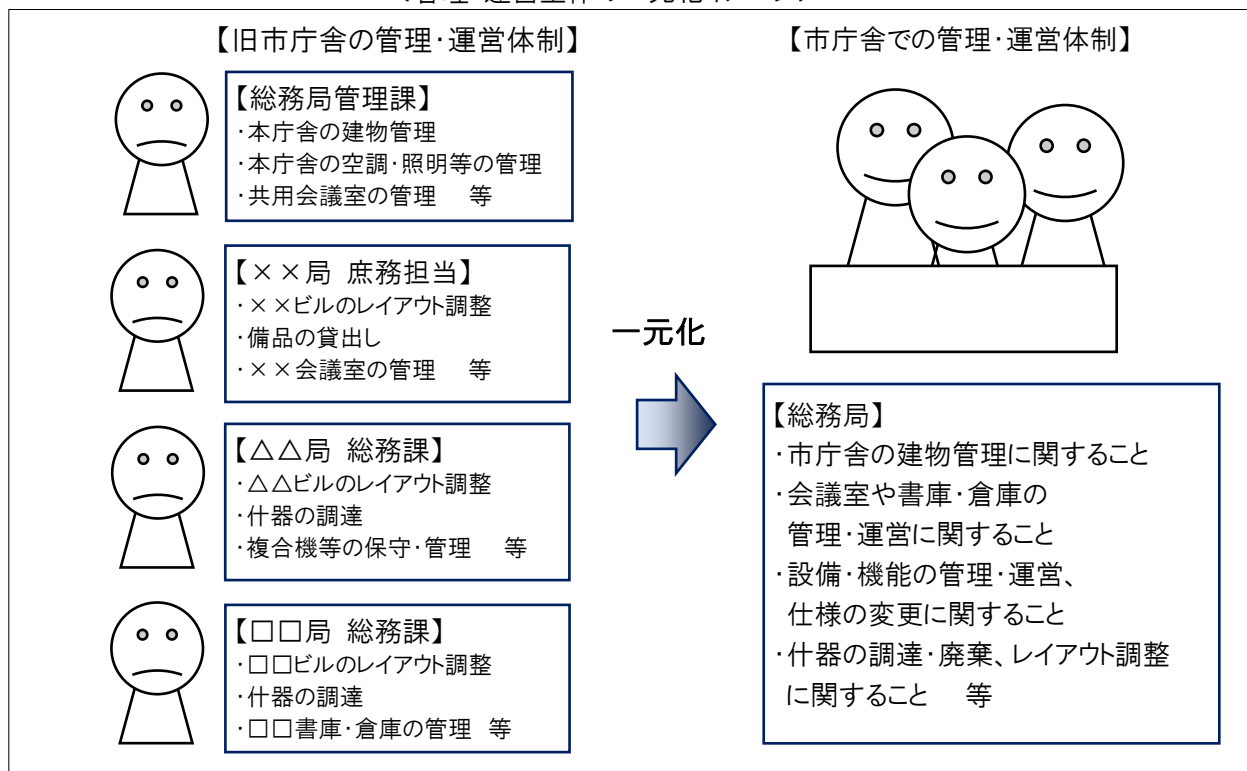 【旧市庁舎の管理・運営体制】
【総務局管理課】
・本庁舎の建物管理
・本庁舎の空調・照明等の管理
・共用会議室の管理　等
【××局 庶務担当】
・××ビルのレイアウト調整
・備品の貸出し
・××会議室の管理　等
【△△局 総務課】
・△△ビルのレイアウト調整
・什器の調達
・複合機等の保守・管理　等
【□□局 総務課】
・□□ビルのレイアウト調整
・什器の調達
・□□書庫・倉庫の管理 等
一元化
【市庁舎での管理・運営体制】
【総務局】
・市庁舎の建物管理に関すること
・会議室や書庫・倉庫の
管理・運営に関すること
・設備・機能の管理・運営、
仕様の変更に関すること
・什器の調達・廃棄、レイアウト調整
に関すること　等